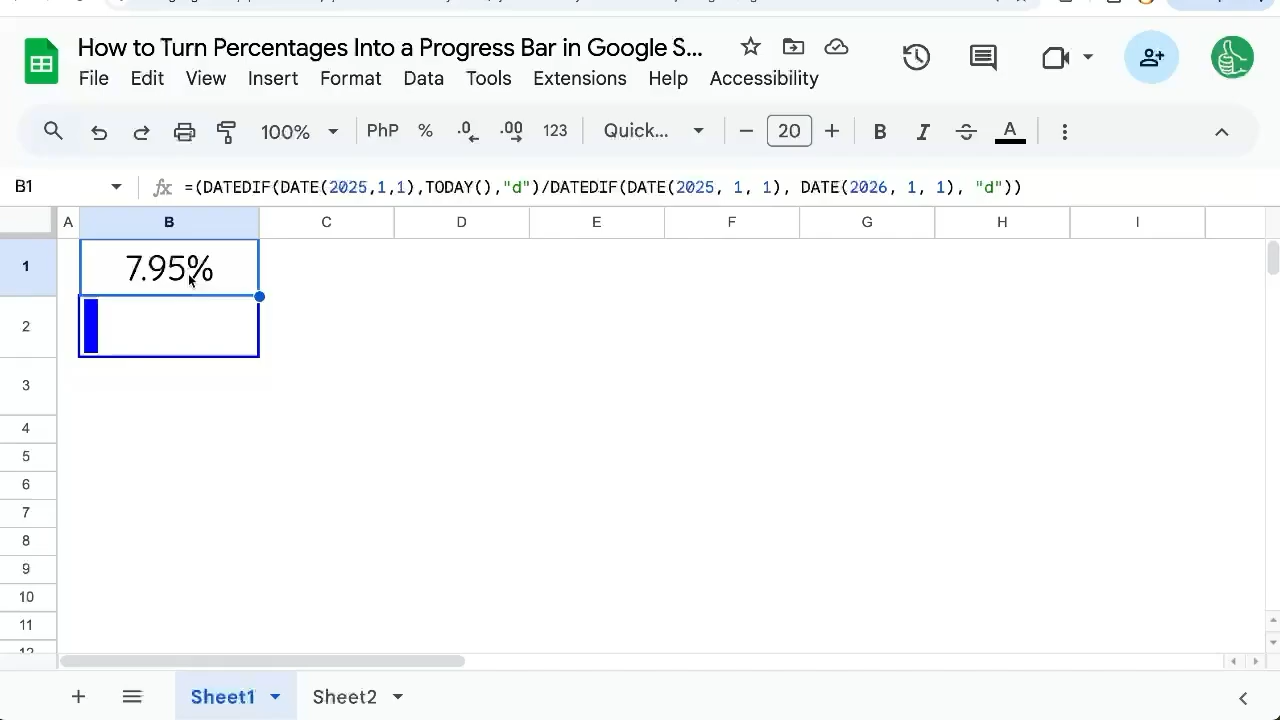 How to Turn Percentages Into a Progress Bar in Google S...
File Edit View Insert Format Data Tools Extensions Help Accessibility
100% PhP % .0 .00 123 Quick... − 20 + B I S A
B1 fx =(DATEDIF(DATE(2025,1,1),TODAY(),"d")/DATEDIF(DATE(2025, 1, 1), DATE(2026, 1, 1), "d"))
A B C D E F G H I
1 7.95%
2
3
4
5
6
7
8
9
10
11
12
+ Sheet1 Sheet2